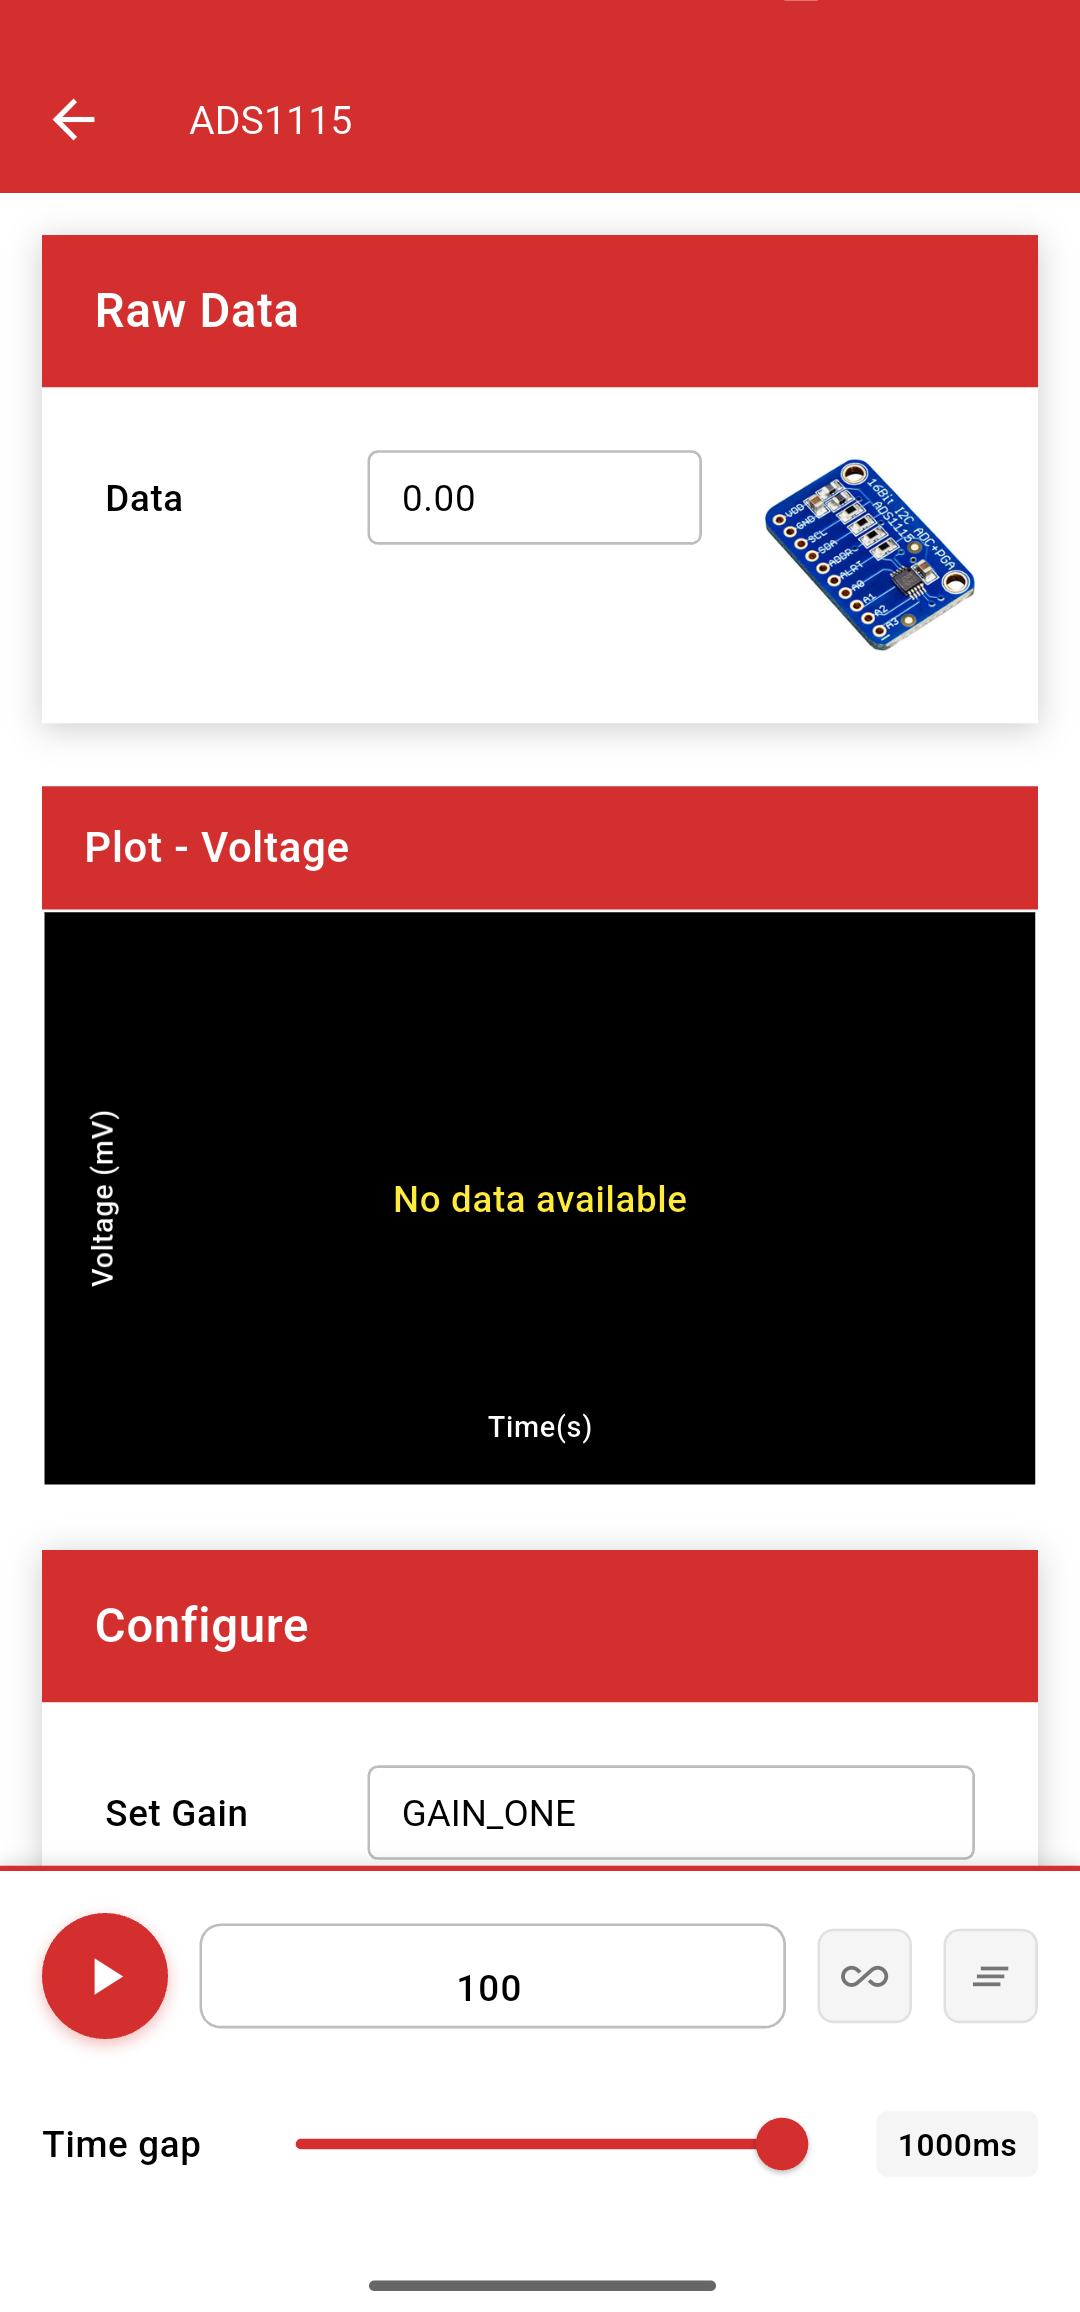 ADS1115
Raw Data
Data
0.00
16Bit I2C ADC+PGA
ADS1115
VDD
GND
SCL
SDA
ADDR
ALRT
A0
A1
A2
A3
Plot - Voltage
Voltage (mV)
No data available
Time(s)
Configure
Set Gain
GAIN_ONE
100
Time gap
1000ms